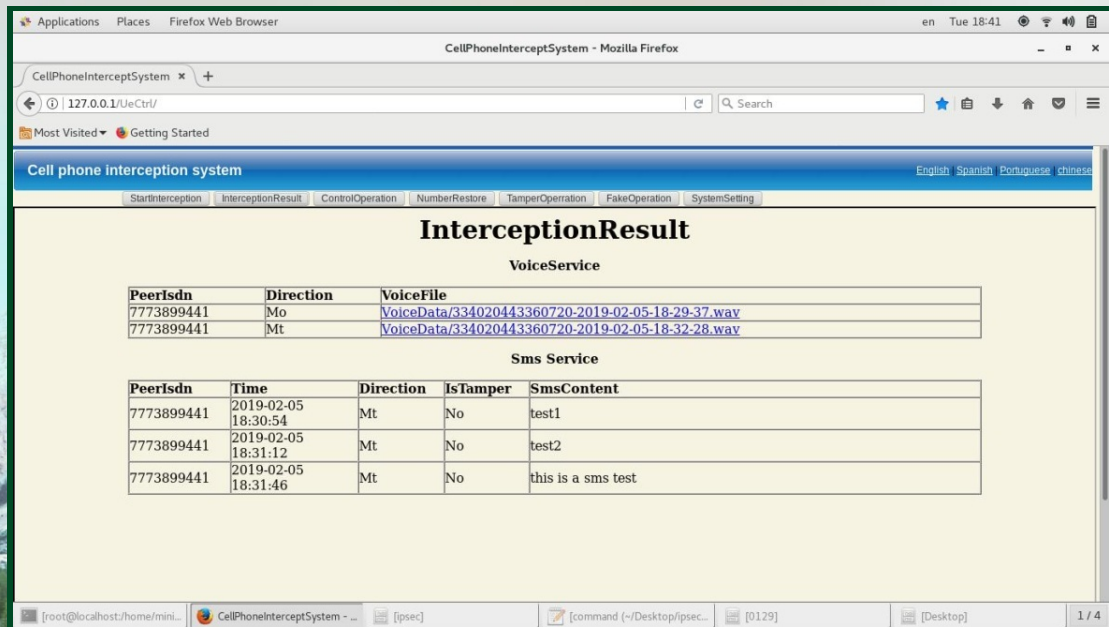 Applications Places Firefox Web Browser en Tue 18:41
CellPhoneInterceptSystem - Mozilla Firefox
CellPhoneInterceptSystem × +
127.0.0.1/UeCtrl/ Search
Most Visited Getting Started
Cell phone interception system English | Spanish | Portuguese | chinese
StartInterception InterceptionResult ControlOperation NumberRestore TamperOperration FakeOperation SystemSetting
InterceptionResult
VoiceService
PeerIsdn Direction VoiceFile
7773899441 Mo VoiceData/334020443360720-2019-02-05-18-29-37.wav
7773899441 Mt VoiceData/334020443360720-2019-02-05-18-32-28.wav
Sms Service
PeerIsdn Time Direction IsTamper SmsContent
7773899441 2019-02-05 18:30:54 Mt No test1
7773899441 2019-02-05 18:31:12 Mt No test2
7773899441 2019-02-05 18:31:46 Mt No this is a sms test
[root@localhost:/home/mini... CellPhoneInterceptSystem - ... [ipsec] [command (~/Desktop/ipsec... [0129] [Desktop] 1 / 4